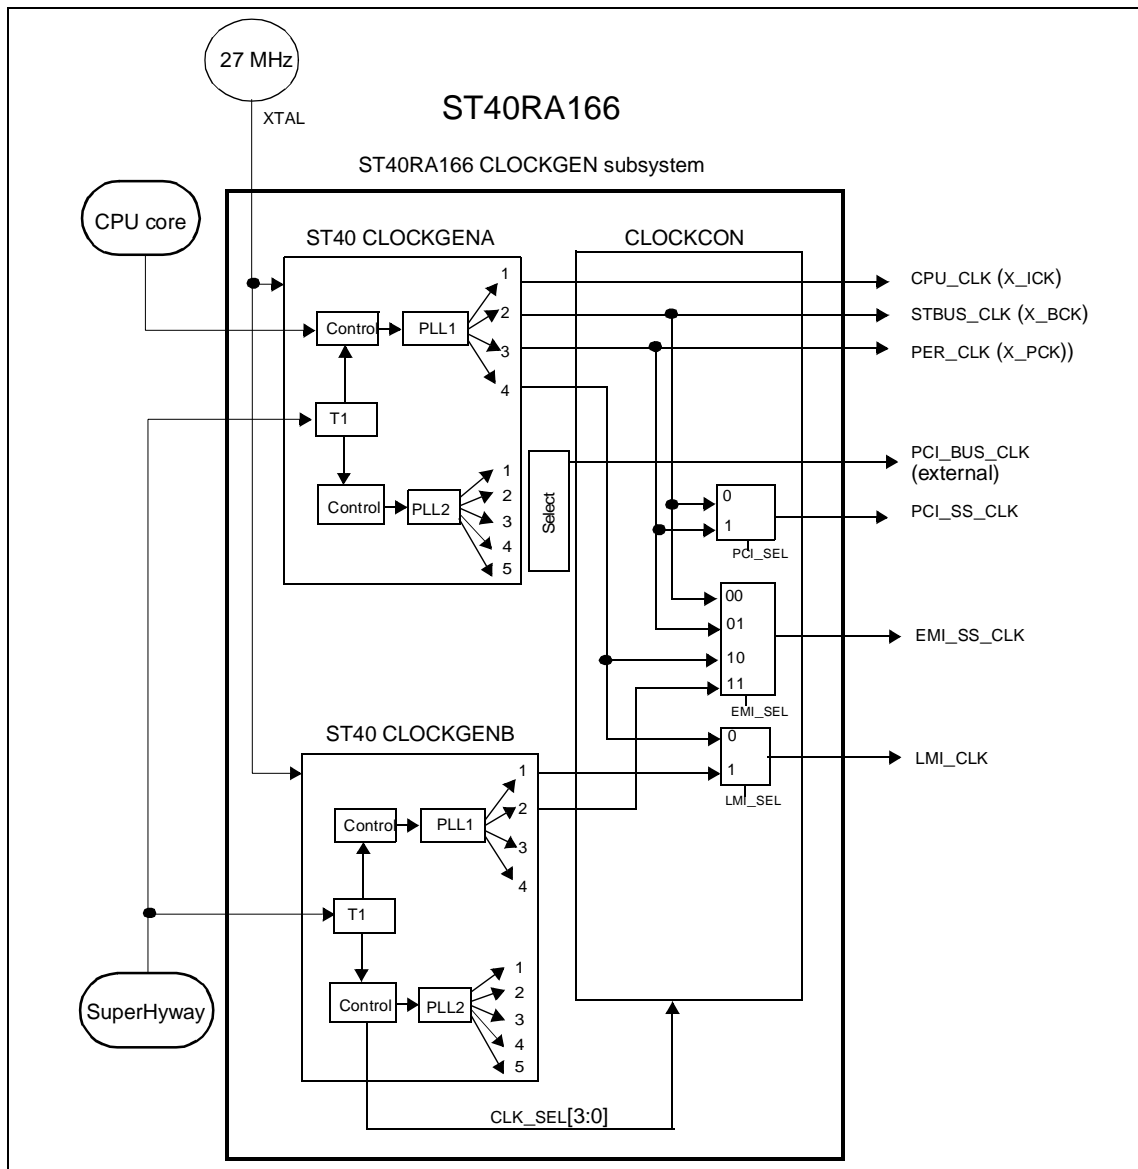 27 MHz
XTAL
ST40RA166
ST40RA166 CLOCKGEN subsystem
CPU core
ST40 CLOCKGENA
CLOCKCON
1
2
3
4
Control
PLL1
T1
Control
PLL2
1
2
3
4
5
Select
CPU_CLK (X_ICK)
STBUS_CLK (X_BCK)
PER_CLK (X_PCK))
PCI_BUS_CLK
(external)
0
1
PCI_SEL
PCI_SS_CLK
00
01
10
11
EMI_SEL
EMI_SS_CLK
0
1
LMI_SEL
LMI_CLK
ST40 CLOCKGENB
1
2
3
4
Control
PLL1
T1
Control
PLL2
1
2
3
4
5
SuperHyway
CLK_SEL[3:0]